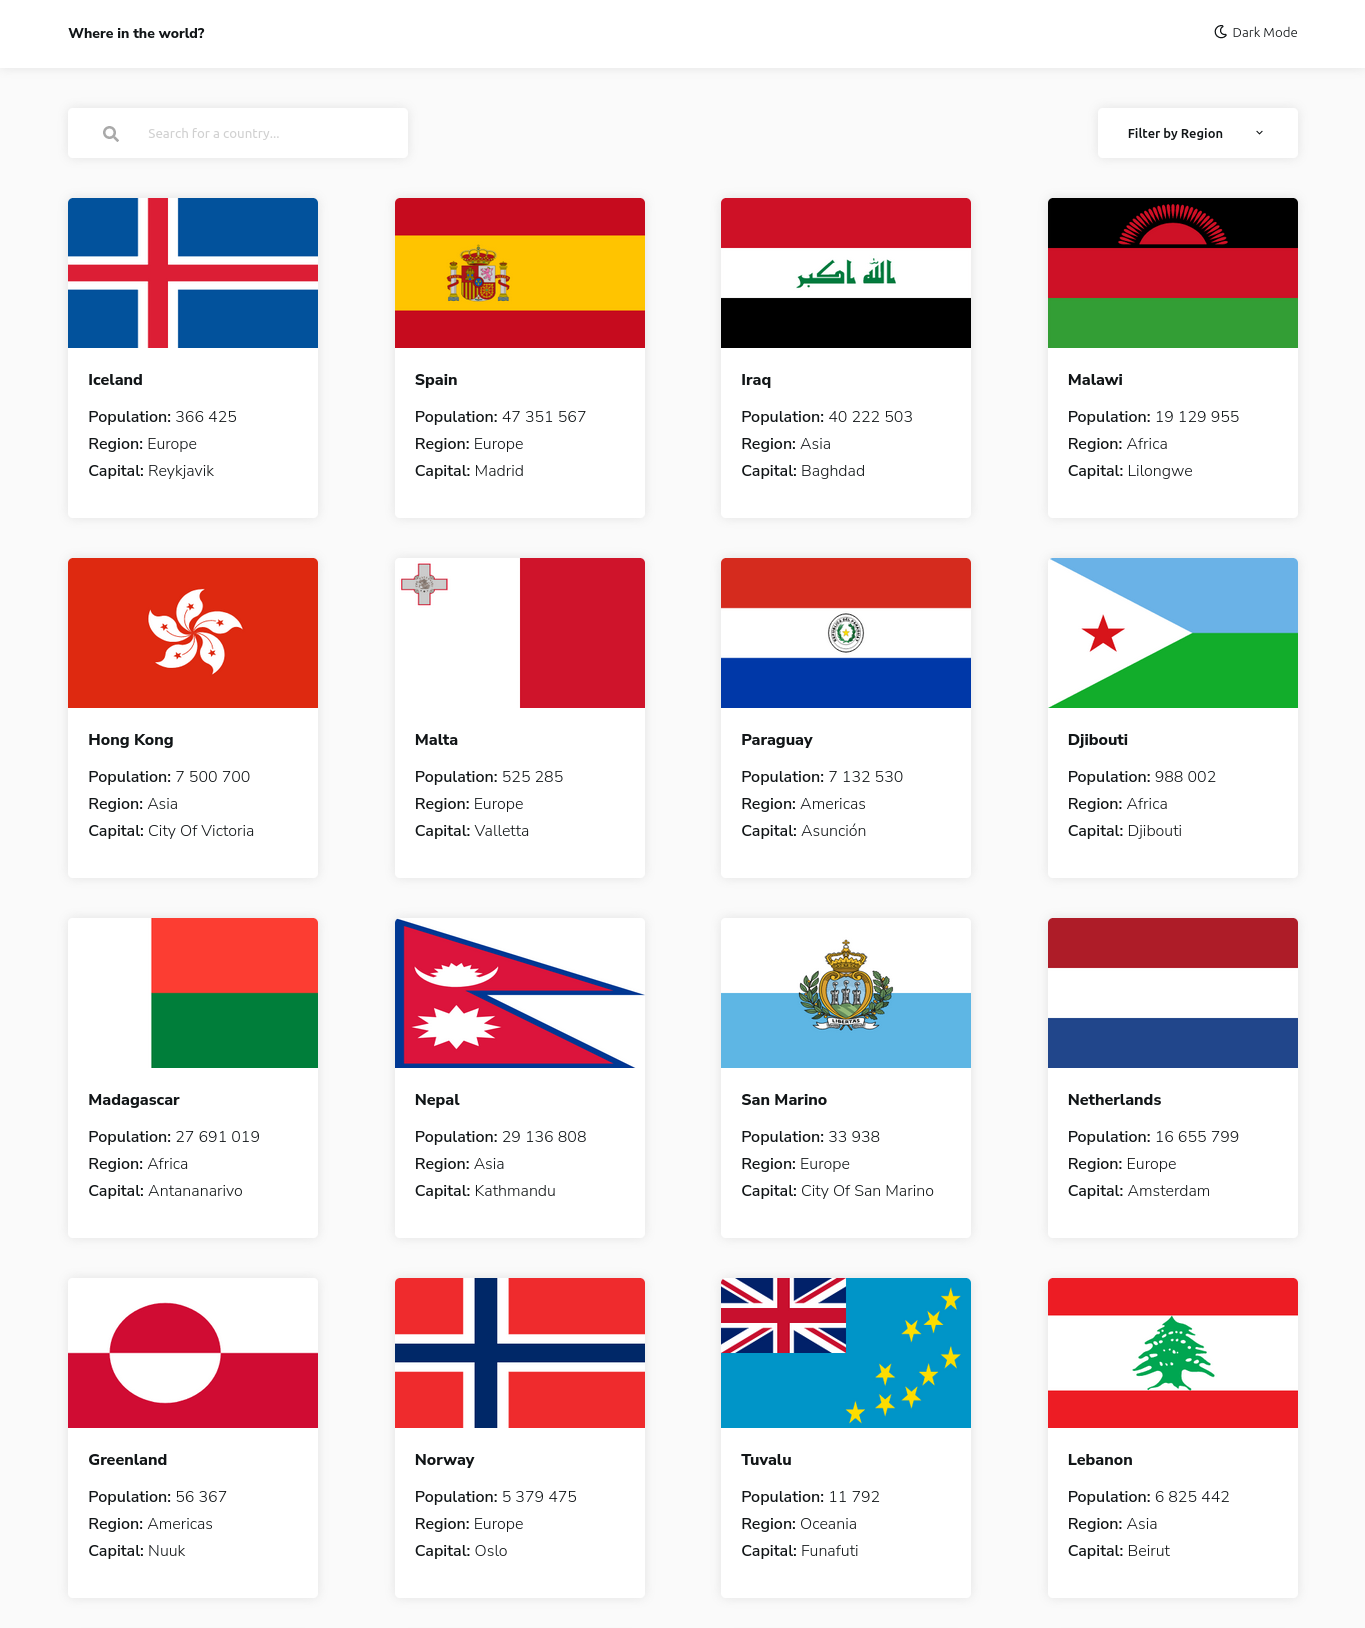 Where in the world?
Dark Mode
Search for a country...
Filter by Region
الله اكبر
Iceland
Population: 366 425
Region: Europe
Capital: Reykjavik
Spain
Population: 47 351 567
Region: Europe
Capital: Madrid
Iraq
Population: 40 222 503
Region: Asia
Capital: Baghdad
Malawi
Population: 19 129 955
Region: Africa
Capital: Lilongwe
Hong Kong
Population: 7 500 700
Region: Asia
Capital: City Of Victoria
Malta
Population: 525 285
Region: Europe
Capital: Valletta
Paraguay
Population: 7 132 530
Region: Americas
Capital: Asunción
Djibouti
Population: 988 002
Region: Africa
Capital: Djibouti
LIBERTAS
Madagascar
Population: 27 691 019
Region: Africa
Capital: Antananarivo
Nepal
Population: 29 136 808
Region: Asia
Capital: Kathmandu
San Marino
Population: 33 938
Region: Europe
Capital: City Of San Marino
Netherlands
Population: 16 655 799
Region: Europe
Capital: Amsterdam
Greenland
Population: 56 367
Region: Americas
Capital: Nuuk
Norway
Population: 5 379 475
Region: Europe
Capital: Oslo
Tuvalu
Population: 11 792
Region: Oceania
Capital: Funafuti
Lebanon
Population: 6 825 442
Region: Asia
Capital: Beirut